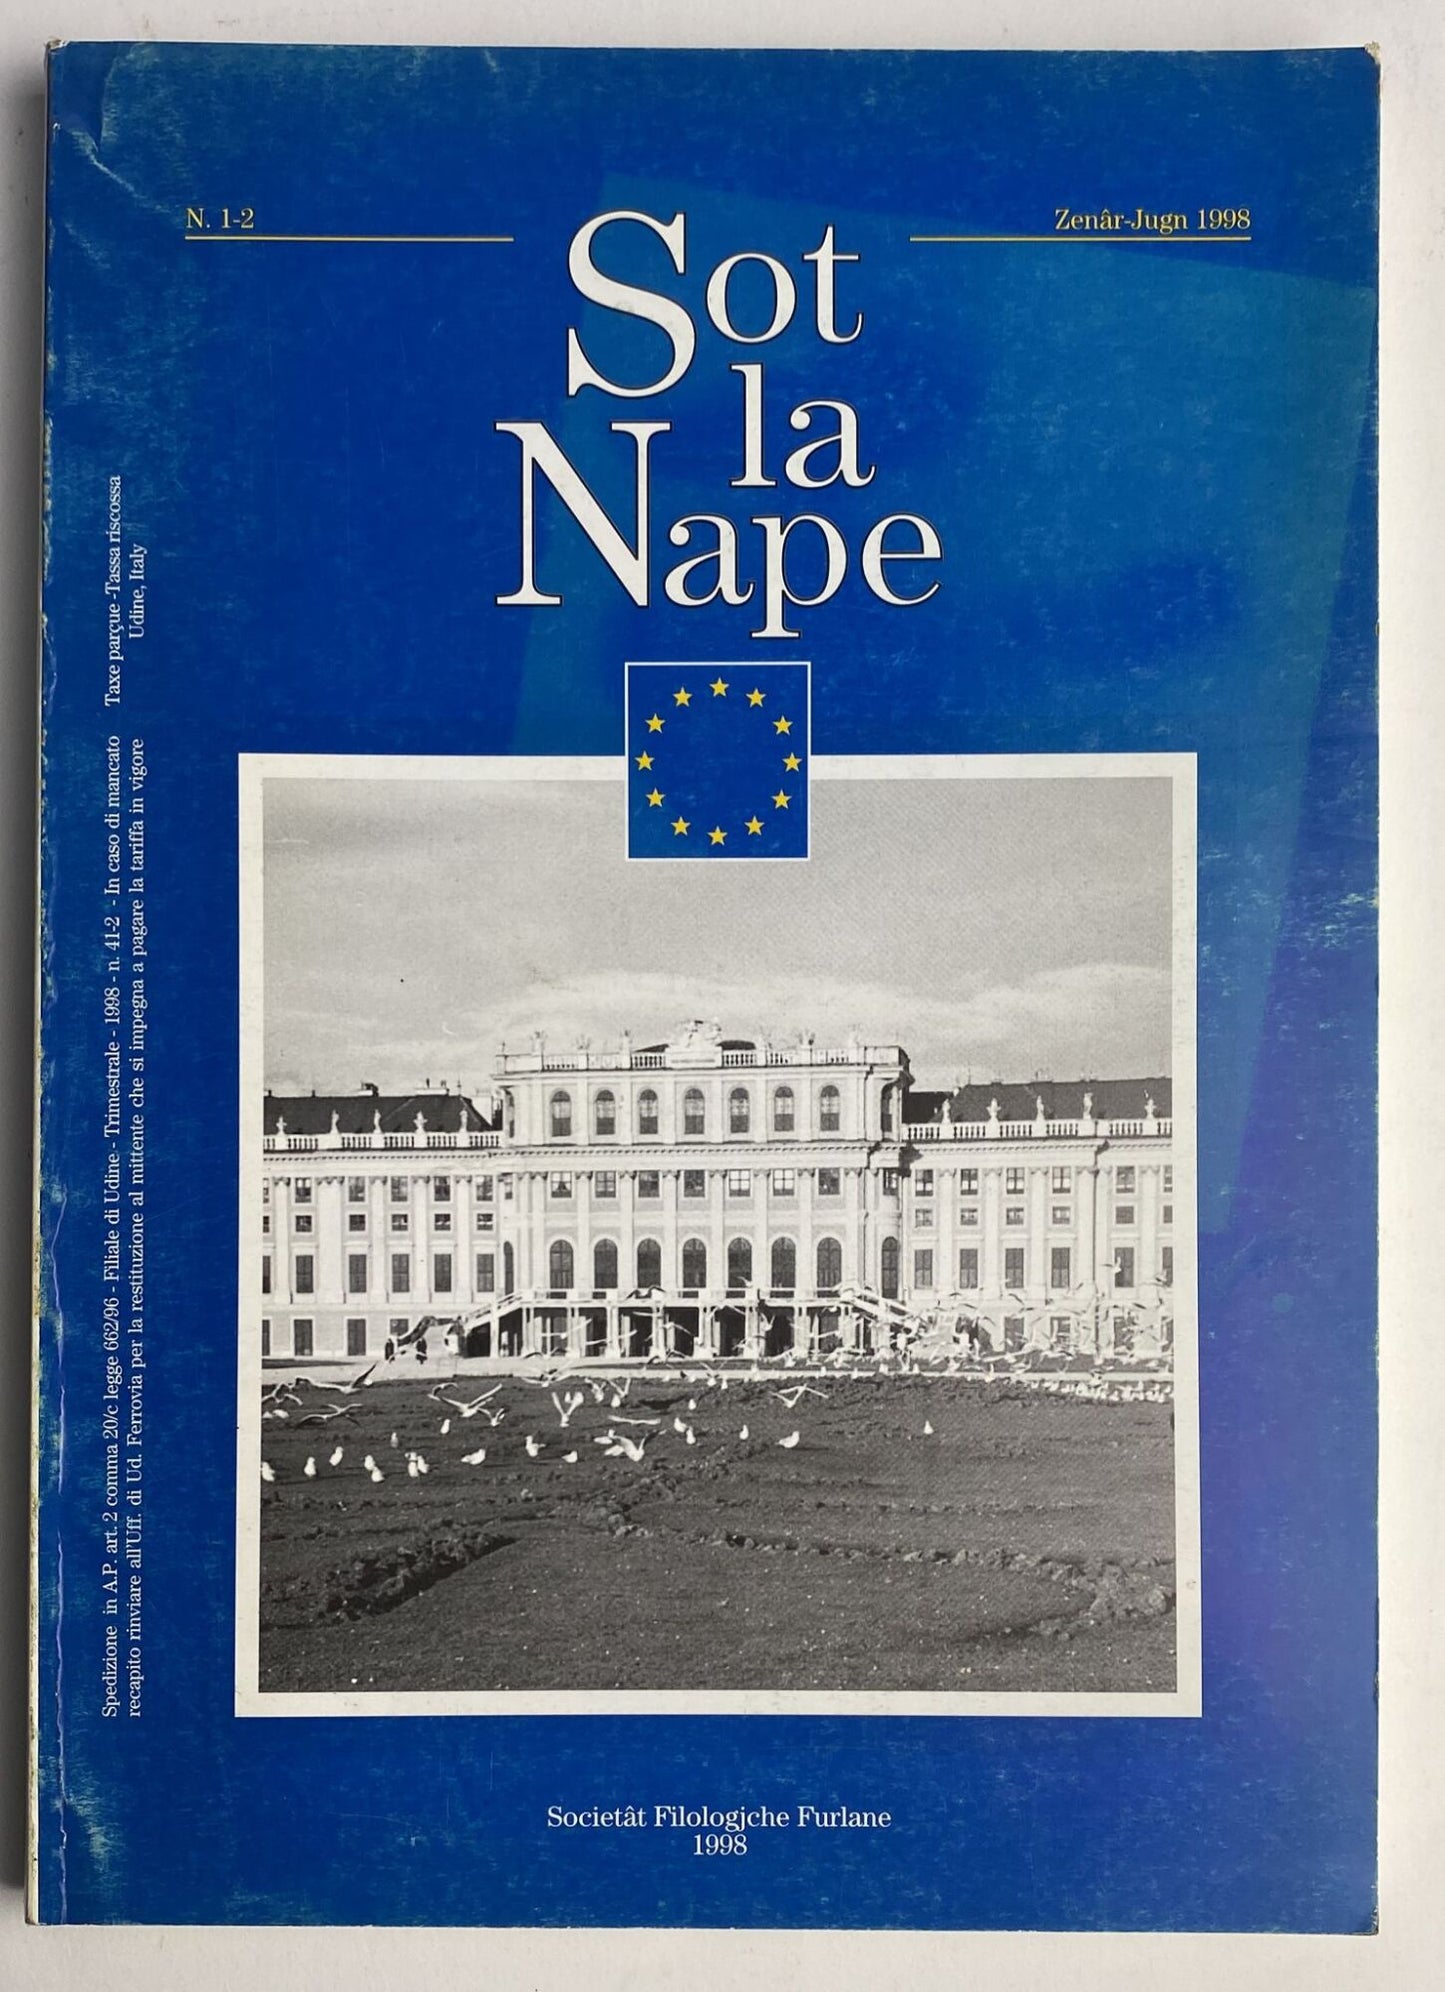 N. 1-2
Zenâr-Jugn 1998
Sot
la
Nape
Taxe parçue -Tassa riscossa
Udine, Italy
Spedizione in A.P. art. 2 comma 20/c legge 662/96 - Filiale di Udine - Trimestrale - 1998 - n. 41-2 - In caso di mancato
recapito rinviare all'Uff. di Ud. Ferrovia per la restituzione al mittente che si impegna a pagare la tariffa in vigore
Societât Filologjche Furlane
1998